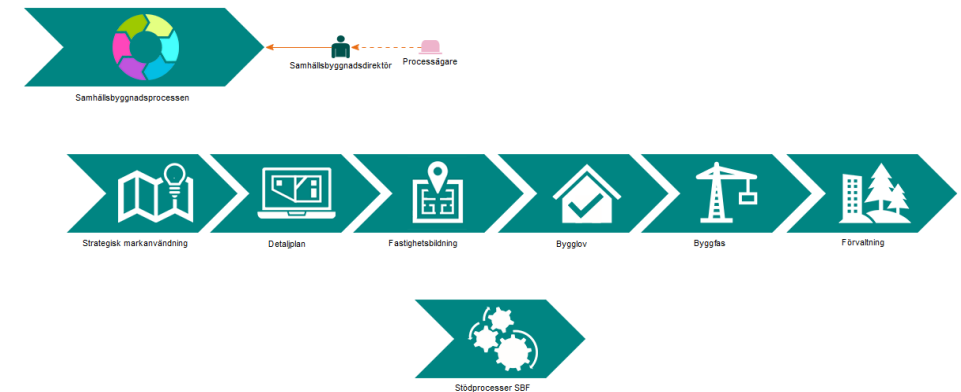 Samhällsbyggnadsdirektör
Processägare
Samhällsbyggnadsprocessen
Strategisk markanvändning
Detaljplan
Fastighetsbildning
Bygglov
Byggfas
Förvaltning
Stödprocesser SBF